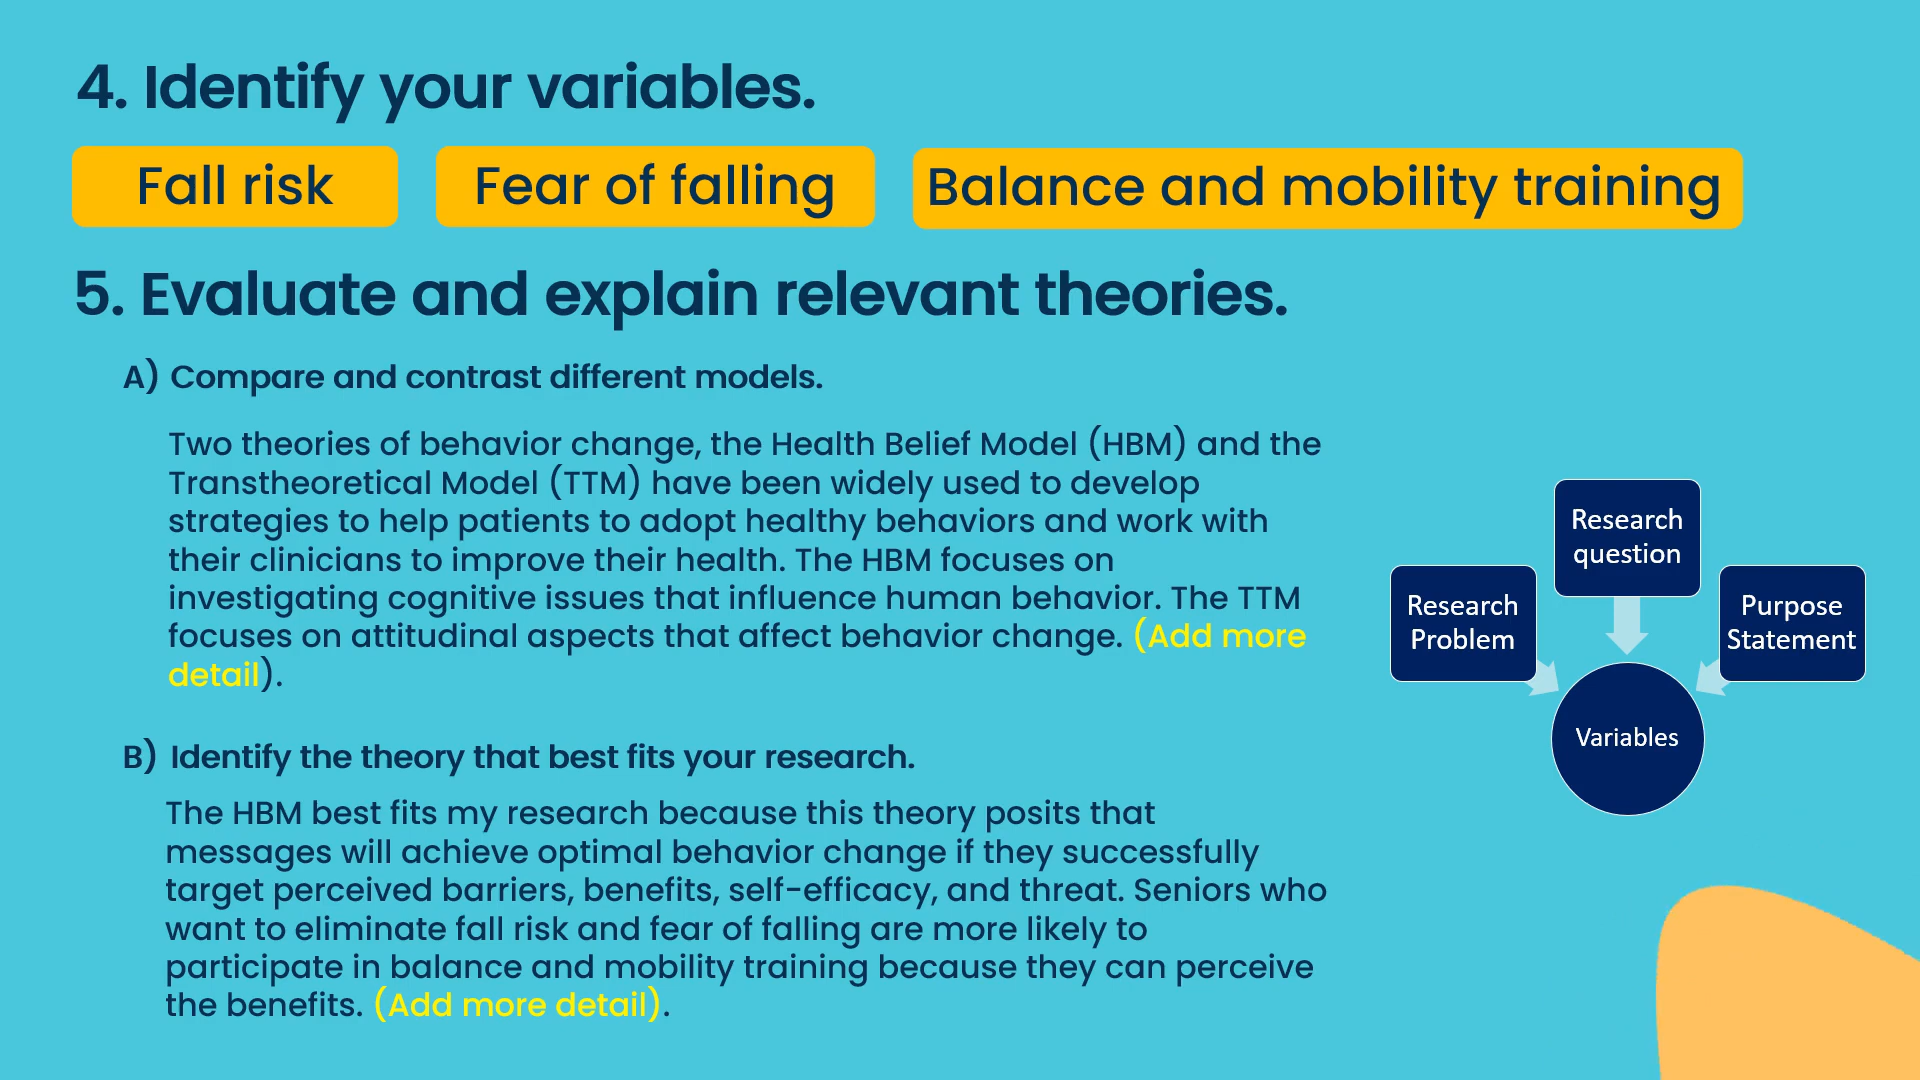 4. Identify your variables.
Fall risk
Fear of falling
Balance and mobility training
5. Evaluate and explain relevant theories.
A) Compare and contrast different models.
Two theories of behavior change, the Health Belief Model (HBM) and the
Transtheoretical Model (TTM) have been widely used to develop
strategies to help patients to adopt healthy behaviors and work with
their clinicians to improve their health. The HBM focuses on
investigating cognitive issues that influence human behavior. The TTM
focuses on attitudinal aspects that affect behavior change. (Add more
detail).
B) Identify the theory that best fits your research.
The HBM best fits my research because this theory posits that
messages will achieve optimal behavior change if they successfully
target perceived barriers, benefits, self-efficacy, and threat. Seniors who
want to eliminate fall risk and fear of falling are more likely to
participate in balance and mobility training because they can perceive
the benefits. (Add more detail).
Research
Problem
Research
question
Purpose
Statement
Variables